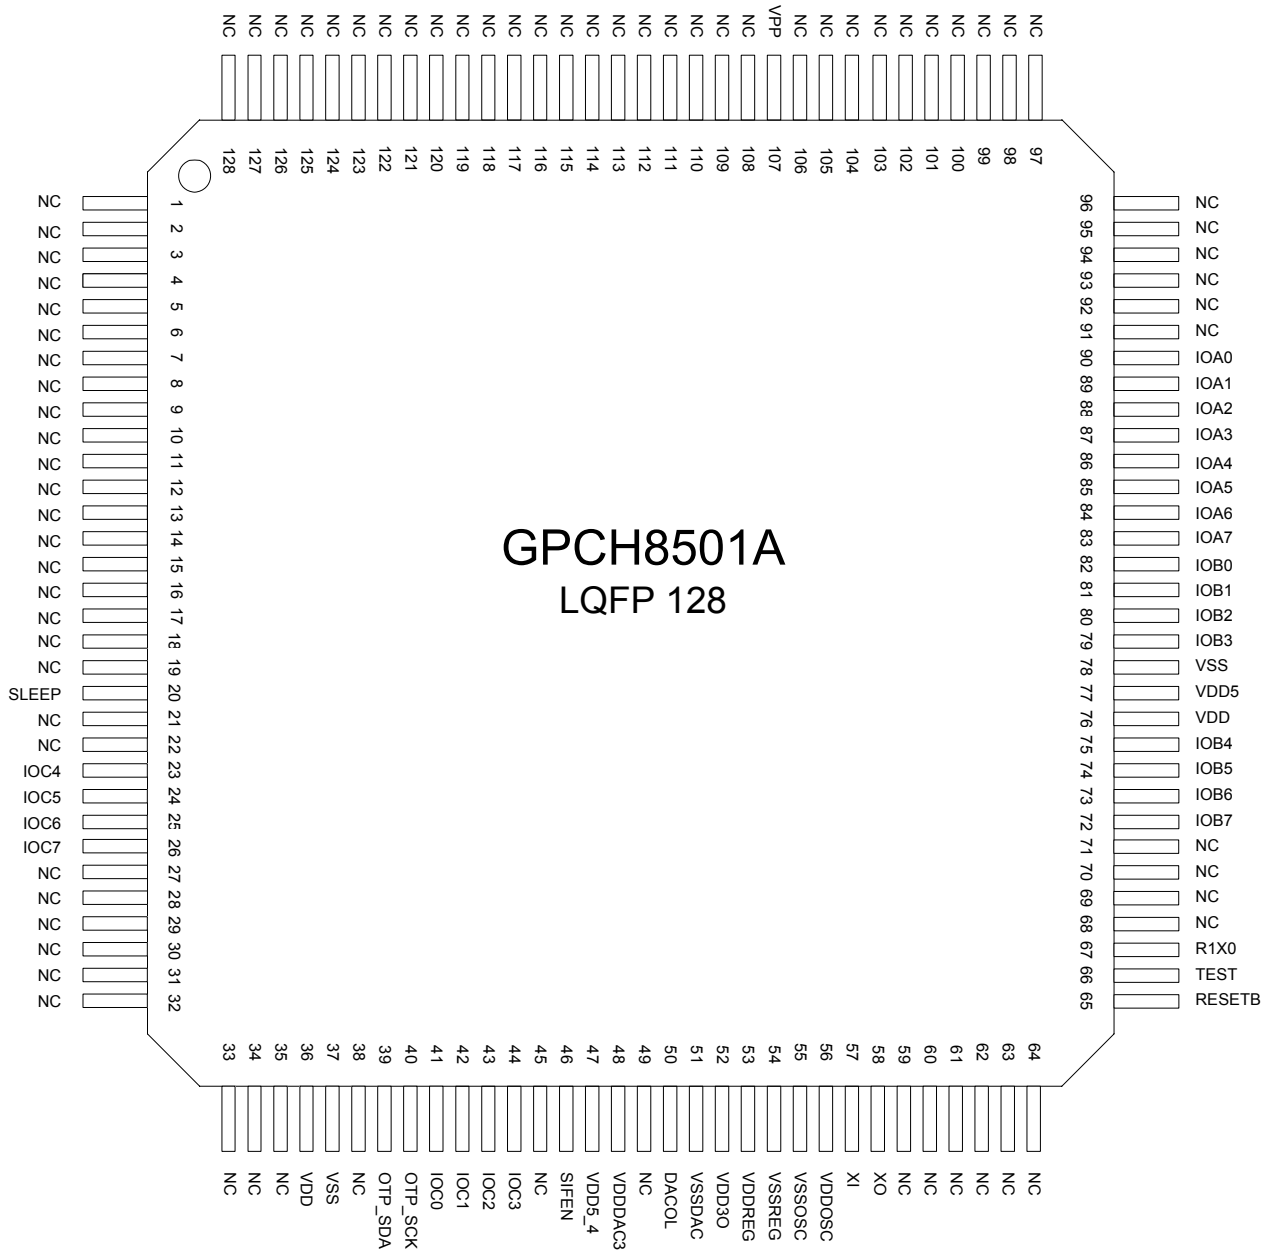 NC NC NC NC NC NC NC NC NC NC NC NC NC NC NC NC NC NC NC NC NC VPP NC NC NC NC NC NC NC NC NC NC
128 127 126 125 124 123 122 121 120 119 118 117 116 115 114 113 112 111 110 109 108 107 106 105 104 103 102 101 100 99 98 97
NC 1
NC 2
NC 3
NC 4
NC 5
NC 6
NC 7
NC 8
NC 9
NC 10
NC 11
NC 12
NC 13
NC 14
NC 15
NC 16
NC 17
NC 18
NC 19
SLEEP 20
NC 21
NC 22
IOC4 23
IOC5 24
IOC6 25
IOC7 26
NC 27
NC 28
NC 29
NC 30
NC 31
NC 32
GPCH8501A
LQFP 128
96 NC
95 NC
94 NC
93 NC
92 NC
91 NC
90 IOA0
89 IOA1
88 IOA2
87 IOA3
86 IOA4
85 IOA5
84 IOA6
83 IOA7
82 IOB0
81 IOB1
80 IOB2
79 IOB3
78 VSS
77 VDD5
76 VDD
75 IOB4
74 IOB5
73 IOB6
72 IOB7
71 NC
70 NC
69 NC
68 NC
67 R1X0
66 TEST
65 RESETB
33 34 35 36 37 38 39 40 41 42 43 44 45 46 47 48 49 50 51 52 53 54 55 56 57 58 59 60 61 62 63 64
NC NC NC VDD VSS NC OTP_SDA OTP_SCK IOC0 IOC1 IOC2 IOC3 NC SIFEN VDD5_4 VDDDAC3 NC DACOL VSSDAC VDD3O VDDREG VSSREG VSSOSC VDDOSC XI XO NC NC NC NC NC NC